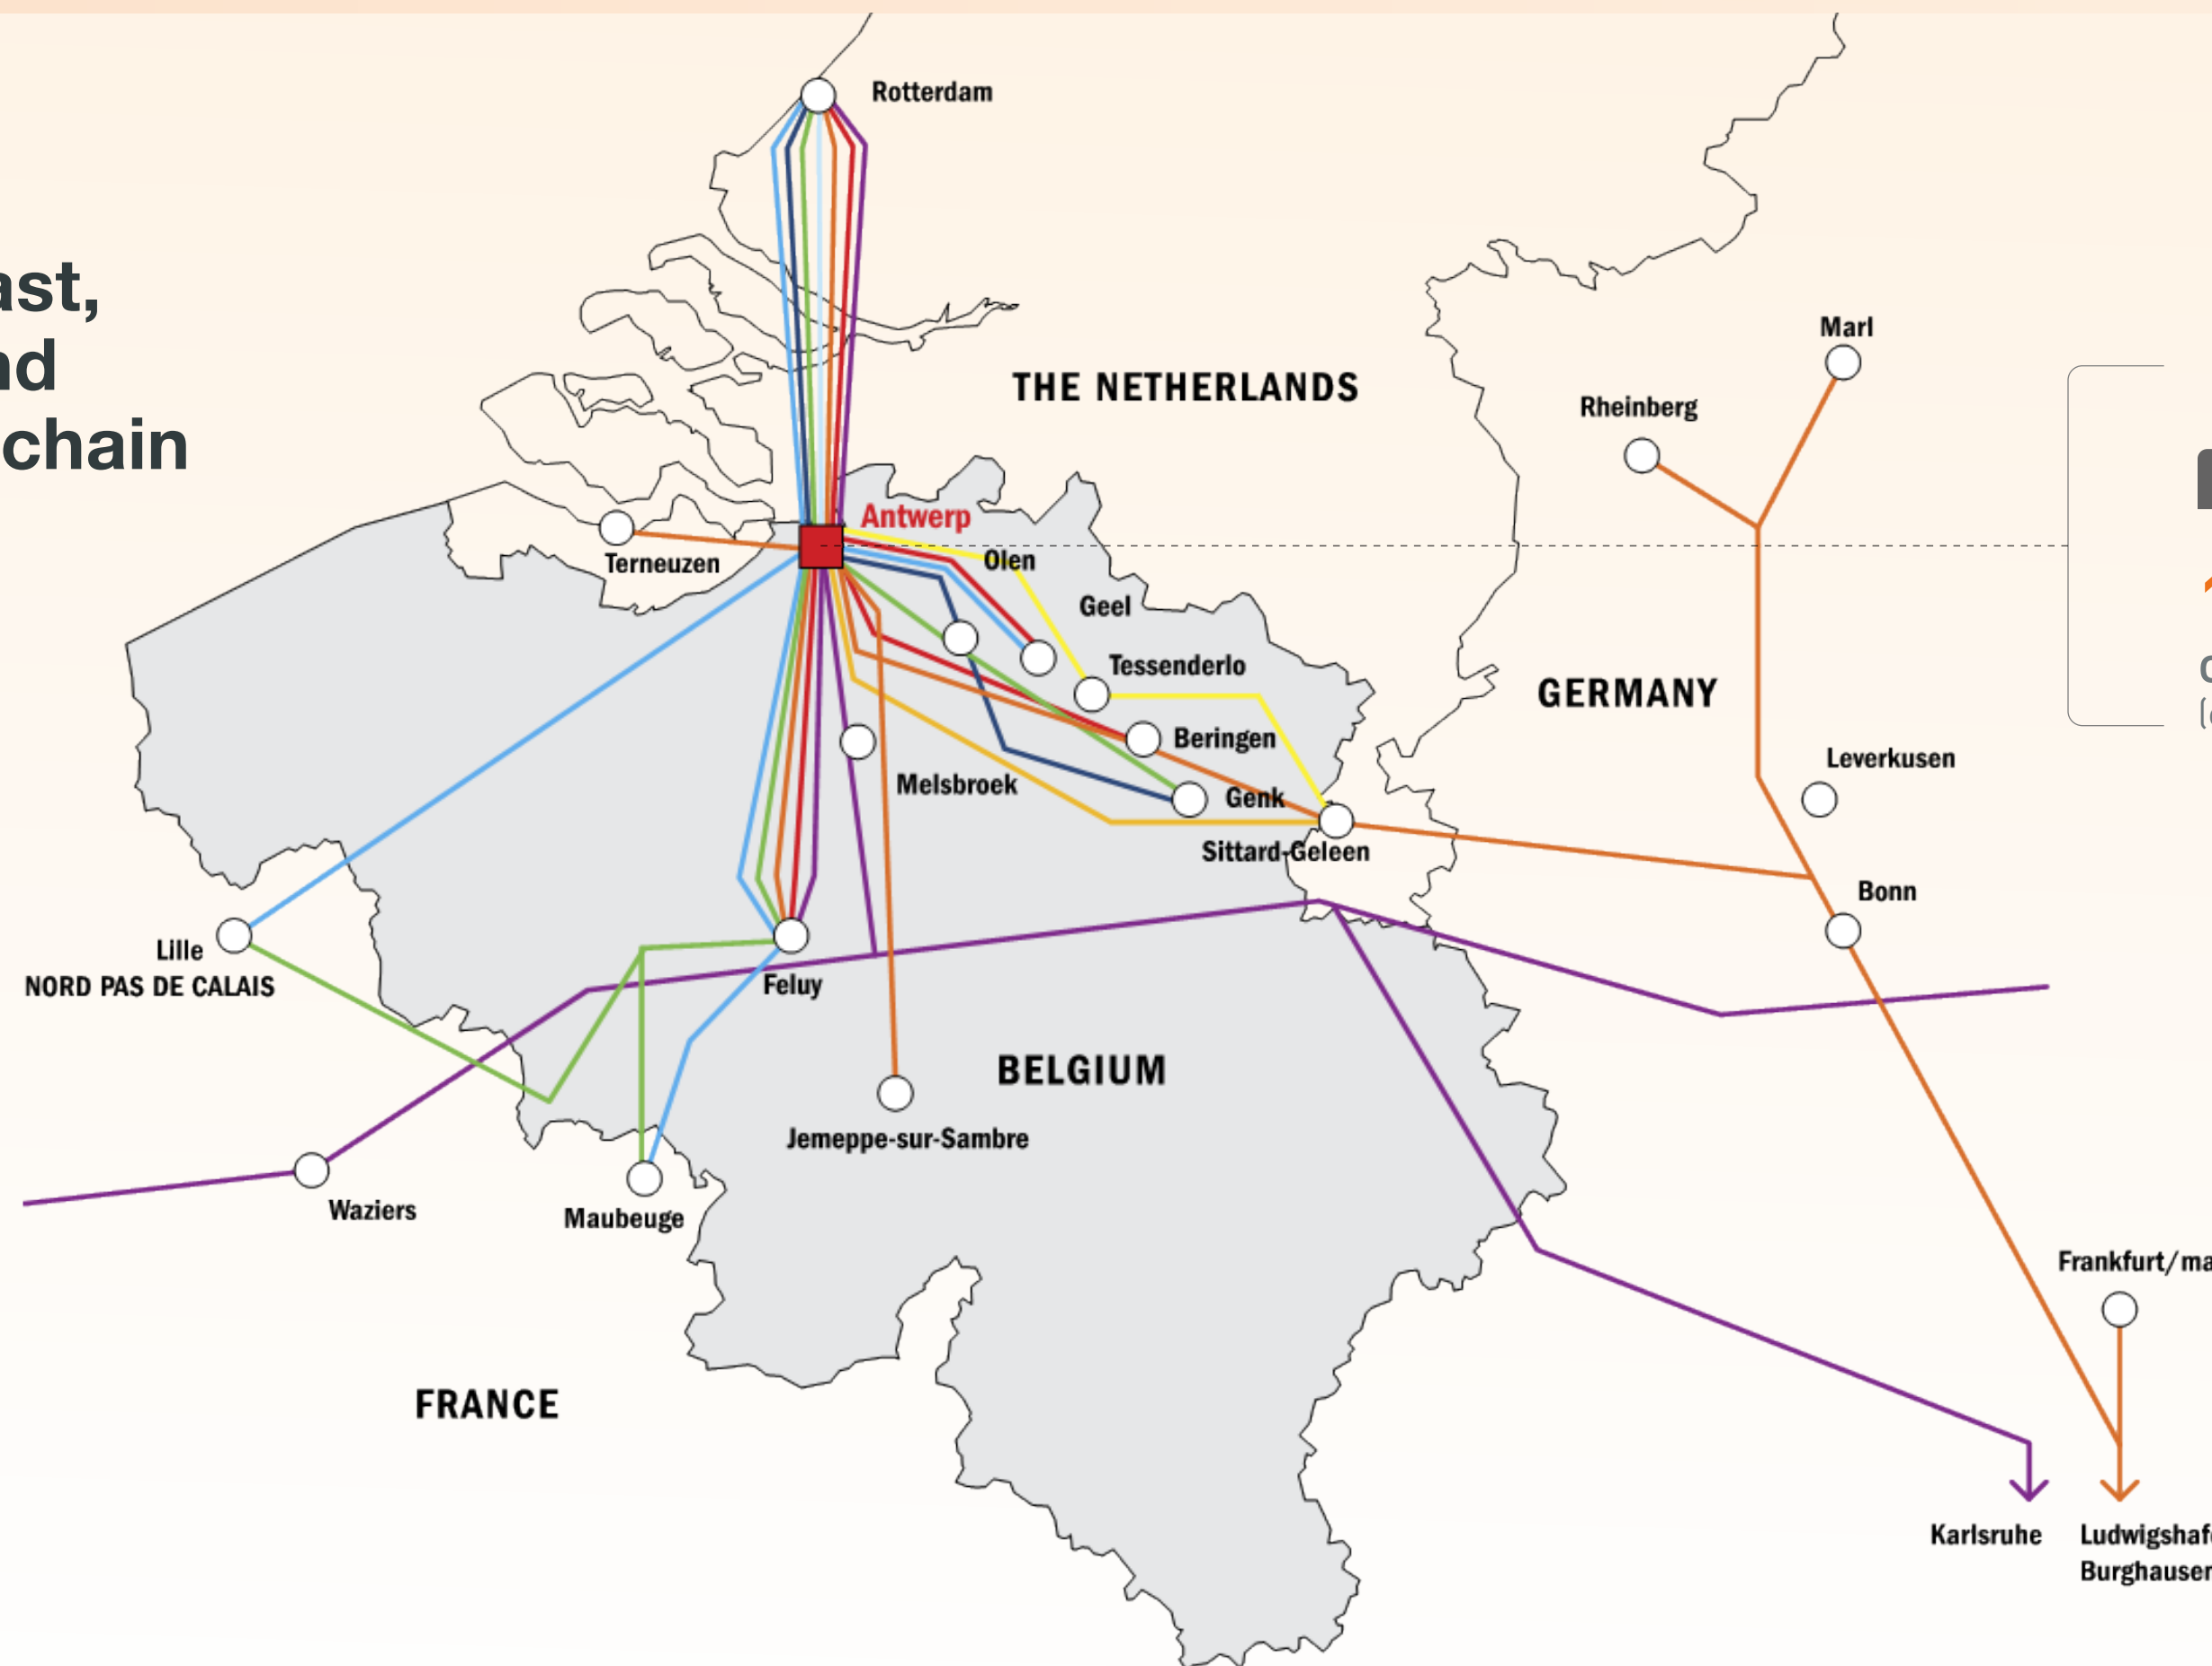 ast,
nd
chain
Rotterdam
Marl
THE NETHERLANDS
Rheinberg
Antwerp
Olen
Terneuzen
Geel
Tessenderlo
GERMANY
Beringen
Leverkusen
Melsbroek
Genk
Sittard-Geleen
Bonn
Lille
NORD PAS DE CALAIS
Feluy
BELGIUM
Jemeppe-sur-Sambre
Waziers
Maubeuge
Frankfurt/ma
FRANCE
Karlsruhe
Ludwigshaf
Burghausen